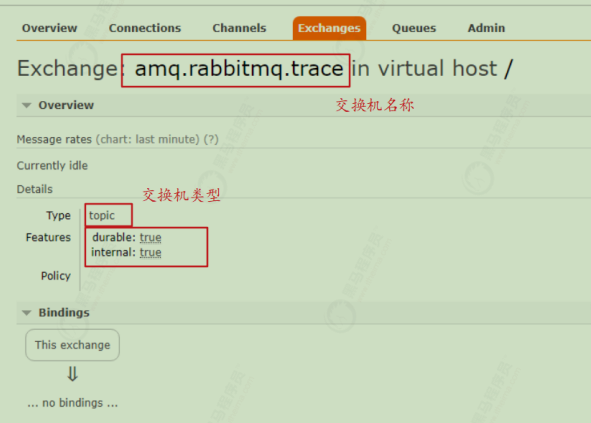 Overview Connections Channels Exchanges Queues Admin
Exchange: amq.rabbitmq.trace in virtual host /
交换机名称
Overview
Message rates (chart: last minute) (?)
Currently idle
Details
交换机类型
Type topic
Features durable: true
internal: true
Policy
Bindings
This exchange
⇓
... no bindings ...